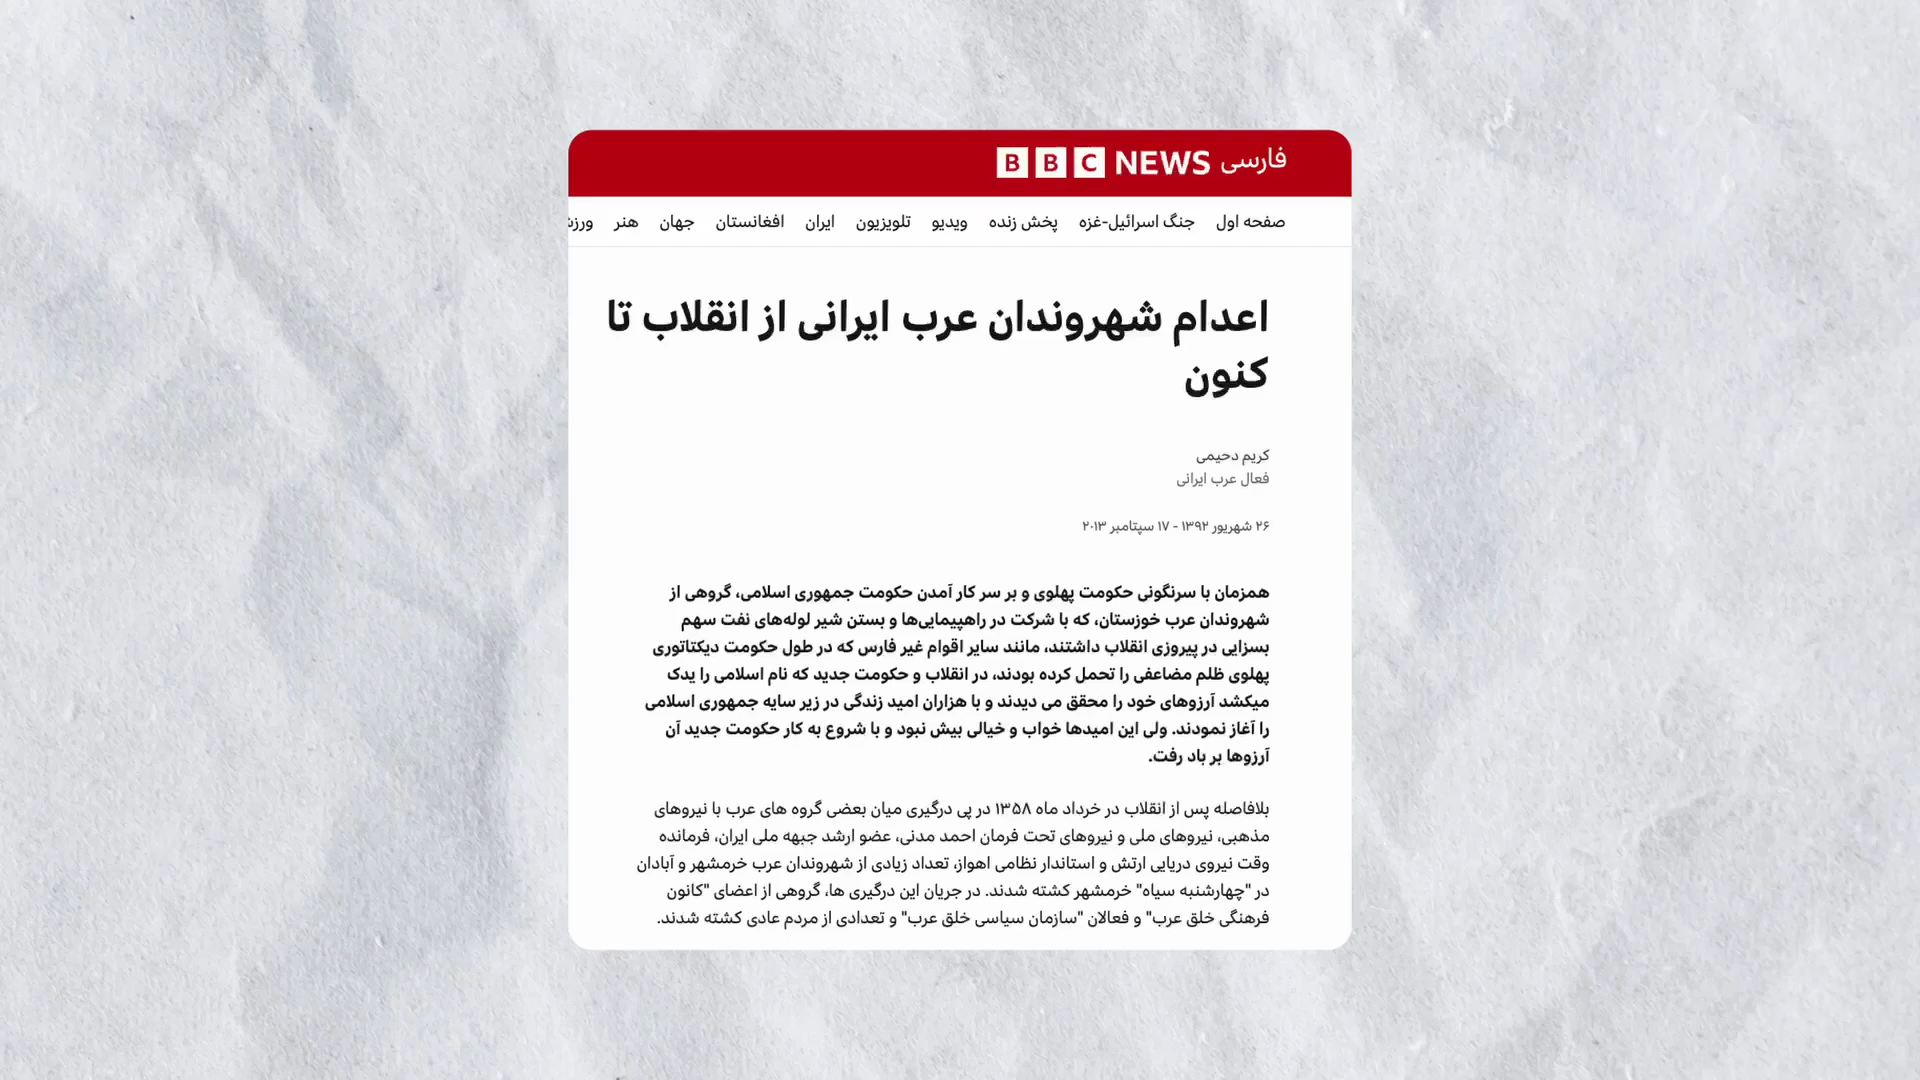 BBC NEWS فارسی
صفحه اول جنگ اسرائیل-غزه پخش زنده ویدیو تلویزیون ایران افغانستان جهان هنر
اعدام شهروندان عرب ایرانی از انقلاب تا
کنون
کریم دحیمی
فعال عرب ایرانی
۲۶ شهریور ۱۳۹۲ - ۱۷ سپتامبر ۲۰۱۳
همزمان با سرنگونی حکومت پهلوی و بر سر کار آمدن حکومت جمهوری اسلامی، گروهی از
شهروندان عرب خوزستان، که با شرکت در راهپیمایی‌ها و بستن شیر لوله‌های نفت سهم
بسزایی در پیروزی انقلاب داشتند، مانند سایر اقوام غیر فارس که در طول حکومت دیکتاتوری
پهلوی ظلم مضاعفی را تحمل کرده بودند، در انقلاب و حکومت جدید که نام اسلامی را یدک
میکشد آرزوهای خود را محقق می دیدند و با هزاران امید زندگی در زیر سایه جمهوری اسلامی
را آغاز نمودند. ولی این امیدها خواب و خیالی بیش نبود و با شروع به کار حکومت جدید آن
آرزوها بر باد رفت.
بلافاصله پس از انقلاب در خرداد ماه ۱۳۵۸ در پی درگیری میان بعضی گروه های عرب با نیروهای
مذهبی، نیروهای ملی و نیروهای تحت فرمان احمد مدنی، عضو ارشد جبهه ملی ایران، فرمانده
وقت نیروی دریایی ارتش و استاندار نظامی اهواز، تعداد زیادی از شهروندان عرب خرمشهر و آبادان
در "چهارشنبه سیاه" خرمشهر کشته شدند. در جریان این درگیری ها، گروهی از اعضای "کانون
فرهنگی خلق عرب" و فعالان "سازمان سیاسی خلق عرب" و تعدادی از مردم عادی کشته شدند.